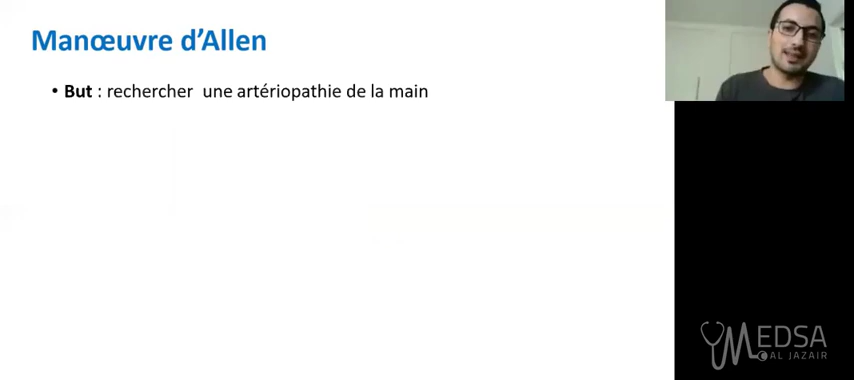 Manœuvre d'Allen
• But : rechercher une artériopathie de la main
MEDSA
AL JAZAIR